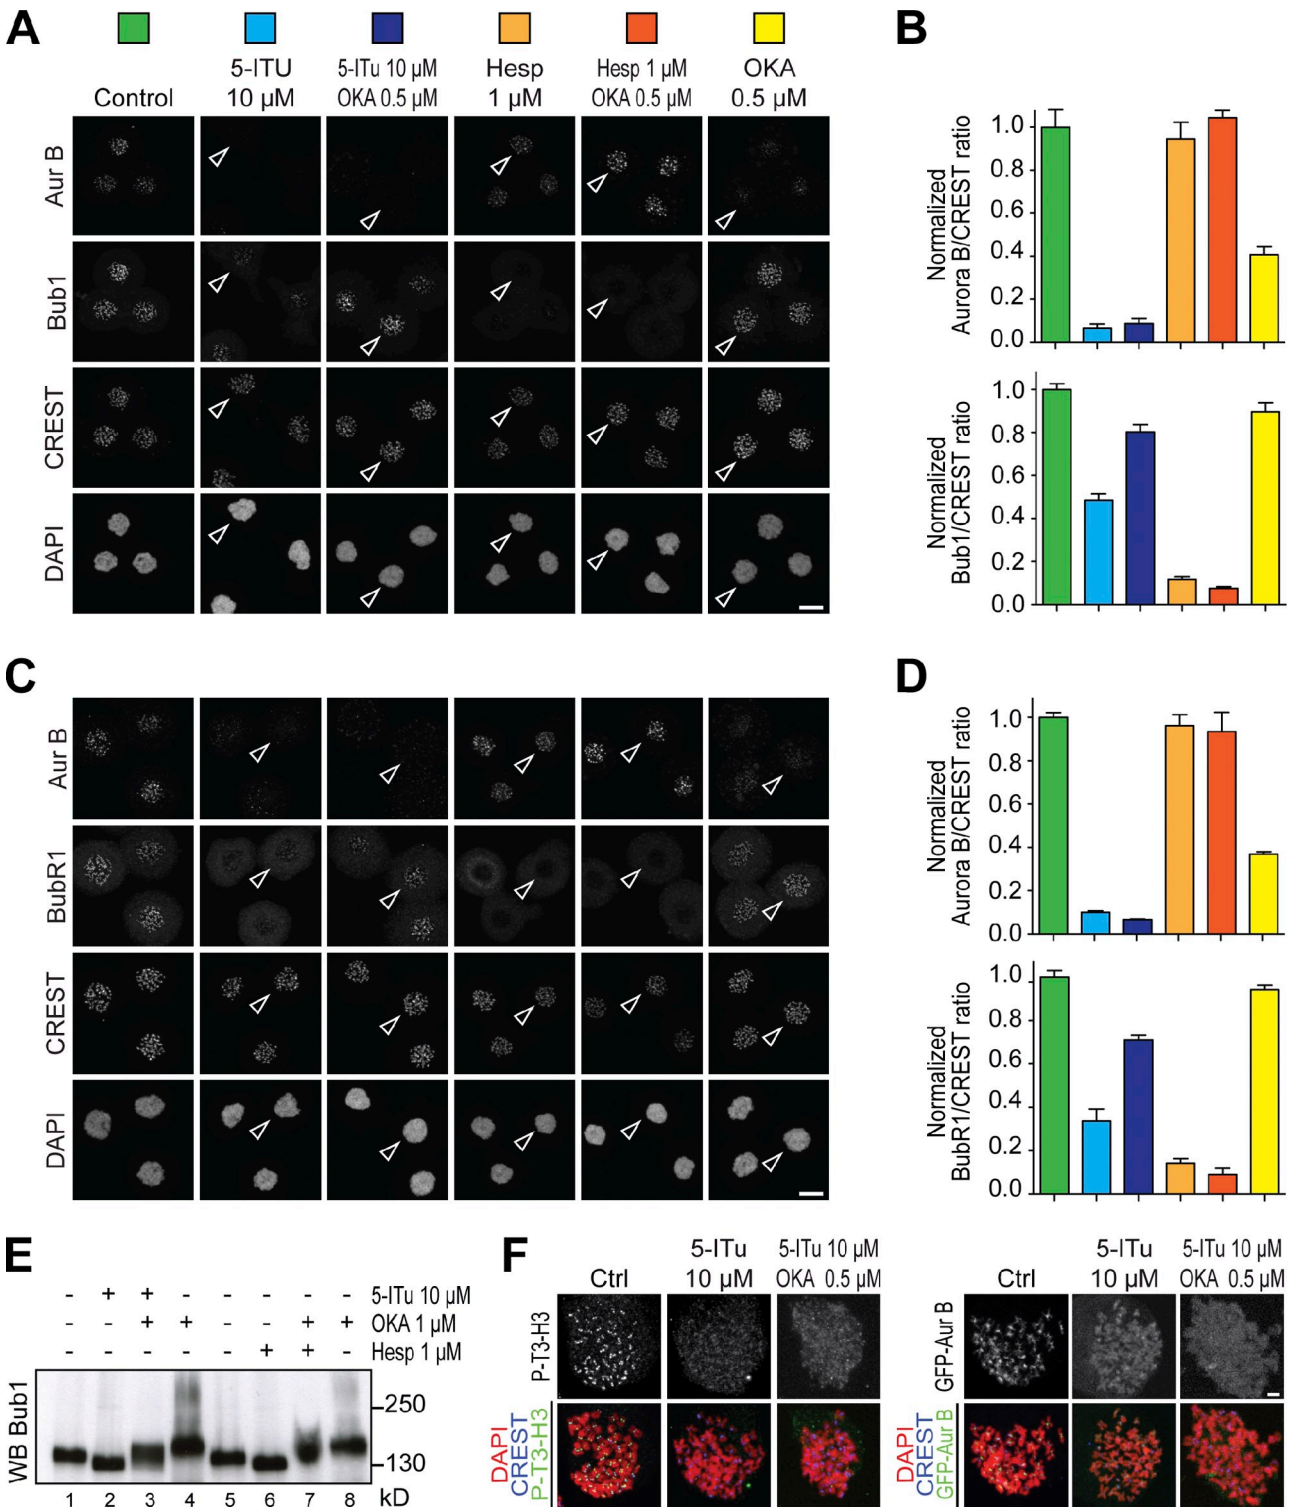 A
B
5-ITU
5-ITu 10 µM
Hesp
Hesp 1 µM
OKA
Control
10 µM
OKA 0.5 µM
1 µM
OKA 0.5 µM
0.5 µM
Aur B
Bub1
CREST
DAPI
Normalized
Aurora B/CREST ratio
1.0
0.8
0.6
0.4
0.2
0.0
Normalized
Bub1/CREST ratio
1.0
0.8
0.6
0.4
0.2
0.0
C
D
Aur B
BubR1
CREST
DAPI
Normalized
Aurora B/CREST ratio
1.0
0.8
0.6
0.4
0.2
0.0
Normalized
BubR1/CREST ratio
1.0
0.8
0.6
0.4
0.2
0.0
E
- + + - - - - - 5-ITu 10 µM
- - + + - - + + OKA 1 µM
- - - - - + + - Hesp 1 µM
WB Bub1
250
130
1 2 3 4 5 6 7 8 kD
F
5-ITu
5-ITu 10 µM
Ctrl
10 µM
OKA 0.5 µM
P-T3-H3
DAPI
CREST
P-T3-H3
5-ITu
5-ITu 10 µM
Ctrl
10 µM
OKA 0.5 µM
GFP-Aur B
DAPI
CREST
GFP-Aur B